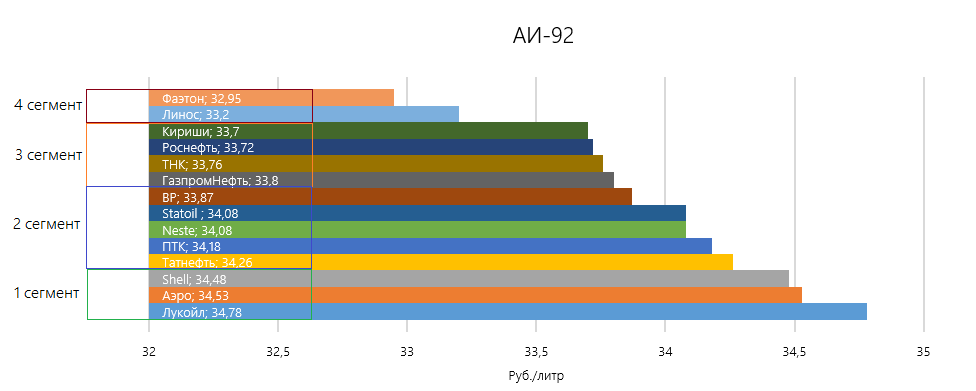 АИ-92
4 сегмент
Фаэтон; 32,95
Линос; 33,2
3 сегмент
Кириши; 33,7
Роснефть; 33,72
ТНК; 33,76
ГазпромНефть; 33,8
2 сегмент
BP; 33,87
Statoil ; 34,08
Neste; 34,08
ПТК; 34,18
Татнефть; 34,26
1 сегмент
Shell; 34,48
Аэро; 34,53
Лукойл; 34,78
32 32,5 33 33,5 34 34,5 35
Руб./литр